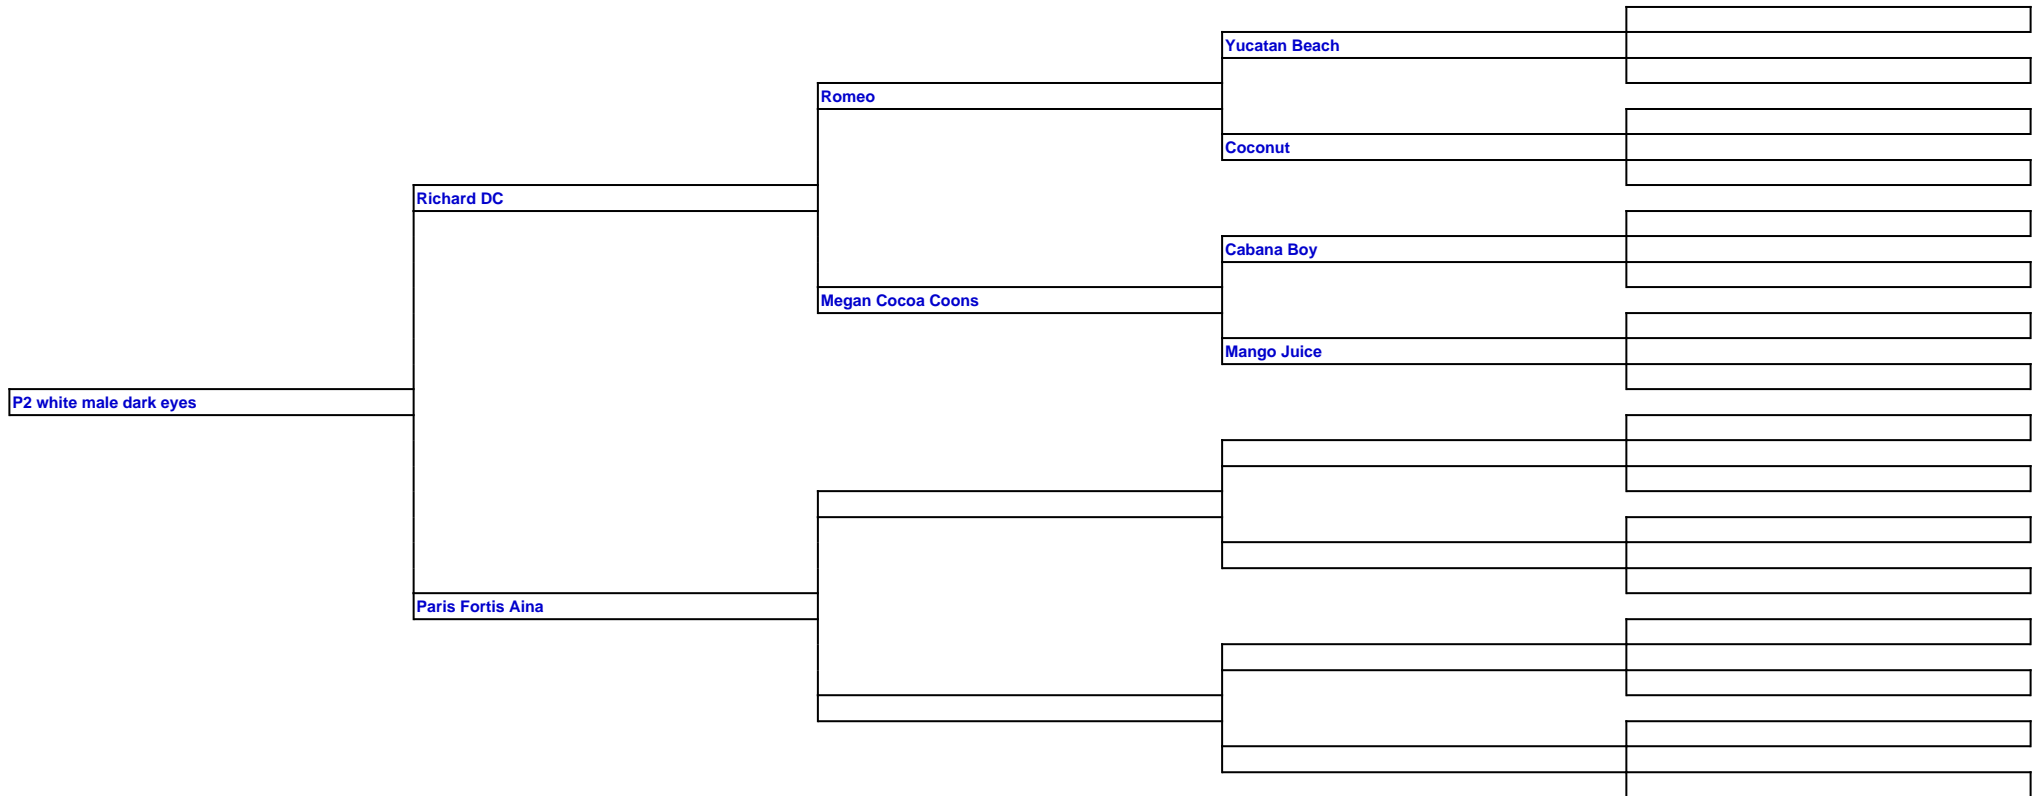 Yucatan Beach
Romeo
Coconut
Richard DC
Cabana Boy
Megan Cocoa Coons
Mango Juice
P2 white male dark eyes
Paris Fortis Aina